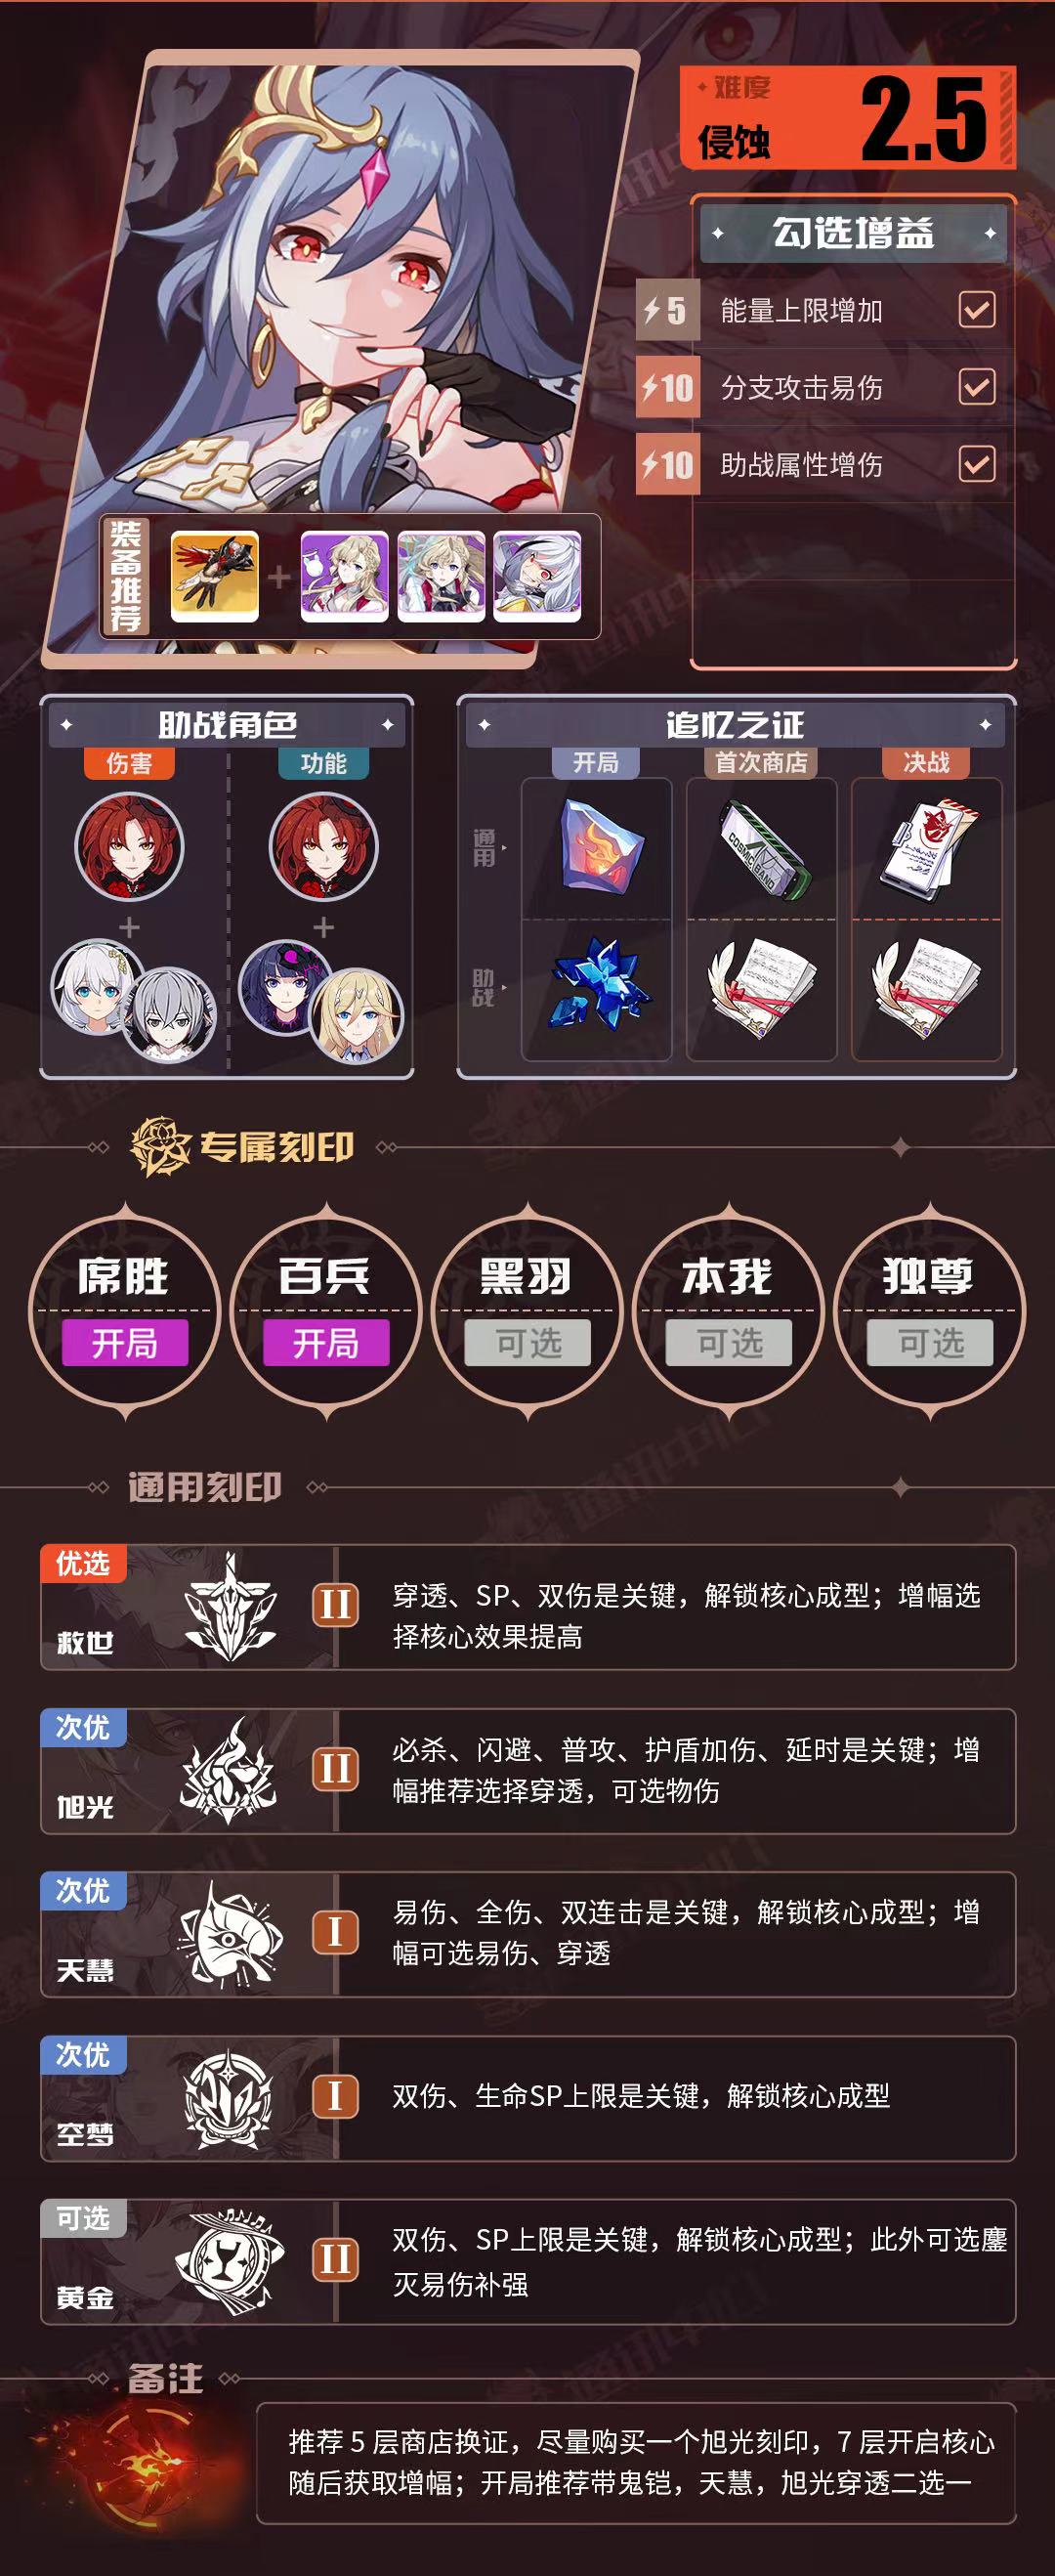 难度
侵蚀
2.5
勾选增益
5 能量上限增加
10 分支攻击易伤
10 助战属性增伤
装备推荐
助战角色
伤害
功能
追忆之证
开局
首次商店
决战
通用
助战
COSMIC BAND
专属刻印
席胜
开局
百兵
开局
黑羽
可选
本我
可选
独尊
可选
通用刻印
优选
救世
II
穿透、SP、双伤是关键，解锁核心成型；增幅选
择核心效果提高
次优
旭光
II
必杀、闪避、普攻、护盾加伤、延时是关键；增
幅推荐选择穿透，可选物伤
次优
天慧
I
易伤、全伤、双连击是关键，解锁核心成型；增
幅可选易伤、穿透
次优
空梦
I
双伤、生命SP上限是关键，解锁核心成型
可选
黄金
II
双伤、SP上限是关键，解锁核心成型；此外可选鏖
灭易伤补强
备注
推荐 5 层商店换证，尽量购买一个旭光刻印，7 层开启核心
随后获取增幅；开局推荐带鬼铠，天慧，旭光穿透二选一